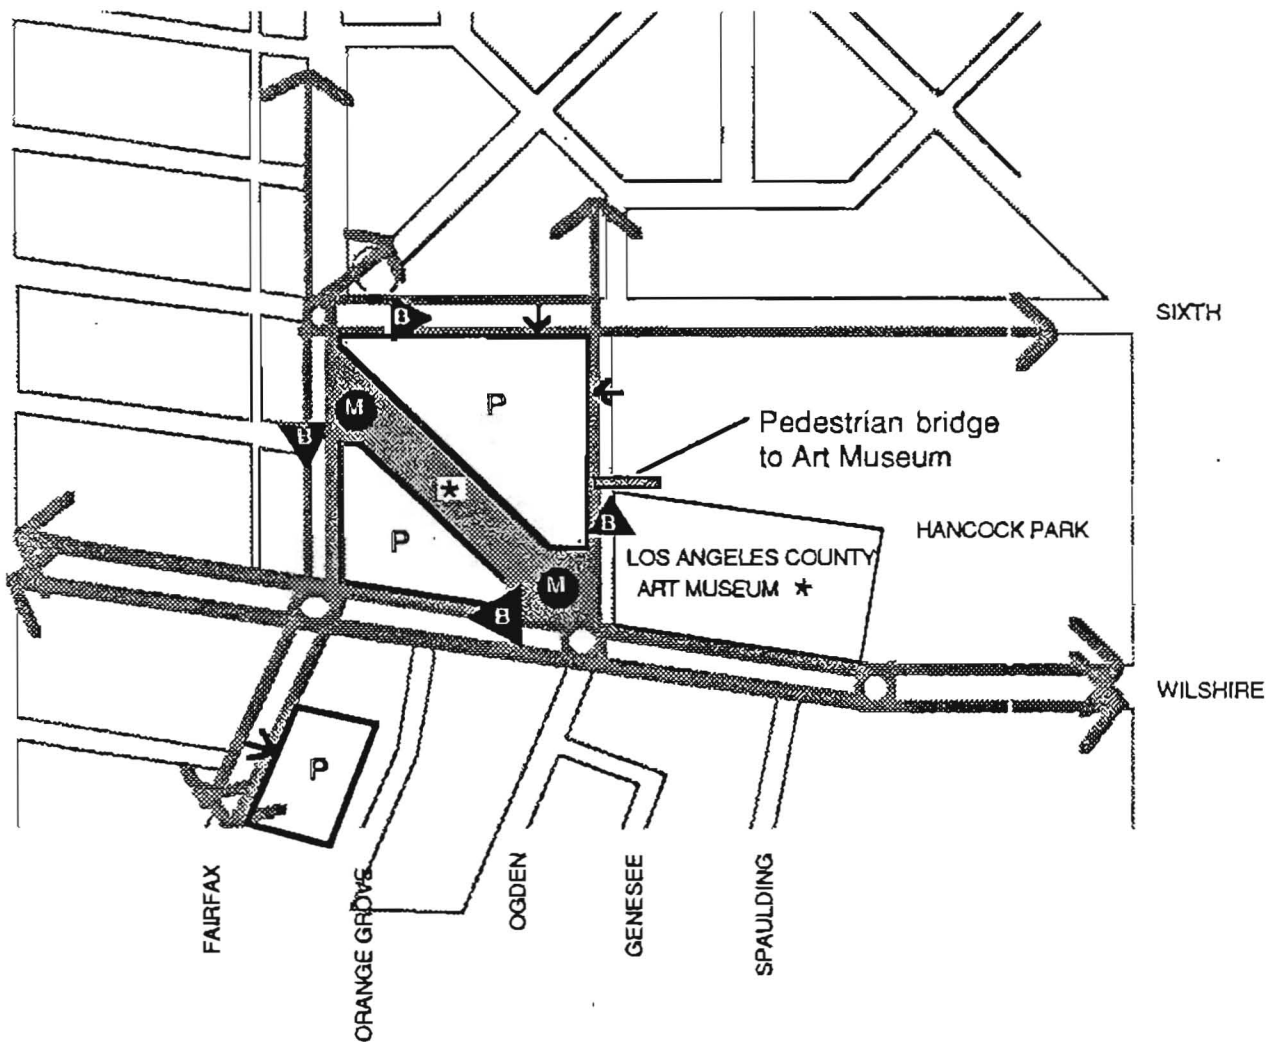 SIXTH
B
P
M
B
Pedestrian bridge
to Art Museum
*
B
HANCOCK PARK
P
LOS ANGELES COUNTY
ART MUSEUM *
M
B
WILSHIRE
P
FAIRFAX
ORANGE GROVE
OGDEN
GENESEE
SPAULDING